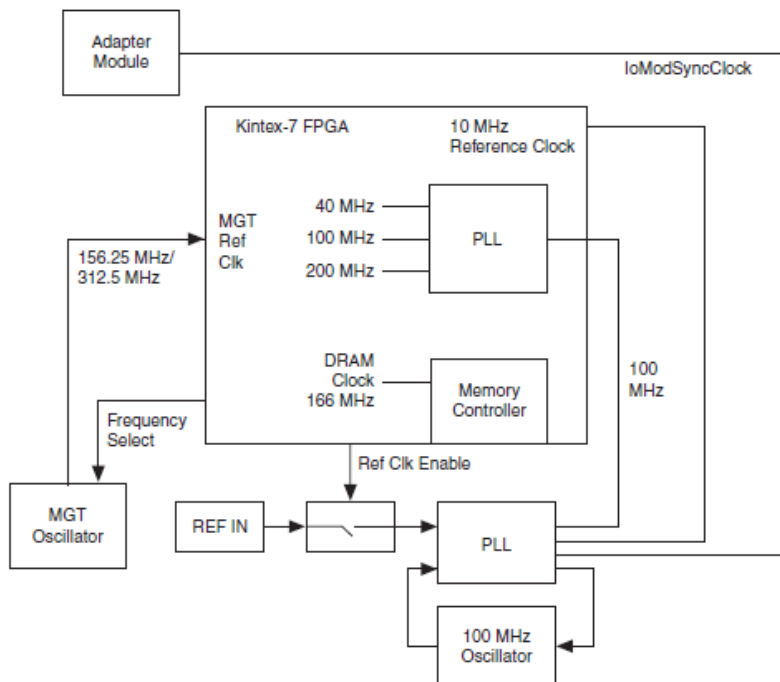 Adapter
Module
IoModSyncClock
Kintex-7 FPGA
10 MHz
Reference Clock
MGT
Ref
Clk
40 MHz
100 MHz
200 MHz
PLL
156.25 MHz/
312.5 MHz
DRAM
Clock
166 MHz
Memory
Controller
100
MHz
Frequency
Select
Ref Clk Enable
MGT
Oscillator
REF IN
PLL
100 MHz
Oscillator